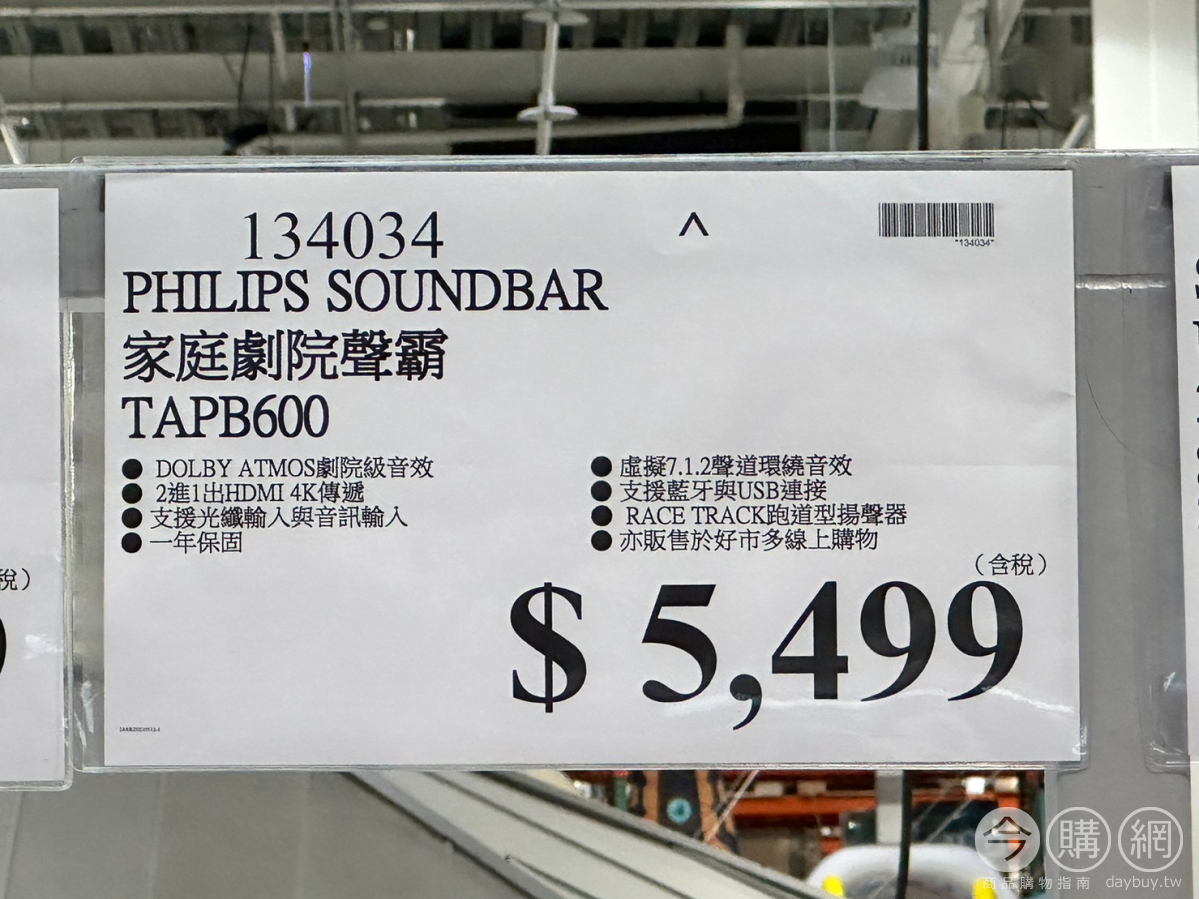 134034
^
"134034"
PHILIPS SOUNDBAR
家庭劇院聲霸
TAPB600
● DOLBY ATMOS劇院級音效
● 2進1出HDMI 4K傳遞
● 支援光纖輸入與音訊輸入
● 一年保固
● 虛擬7.1.2聲道環繞音效
● 支援藍牙與USB連接
● RACE TRACK跑道型揚聲器
● 亦販售於好市多線上購物
(含稅)
$ 5,499
稅)
今購網
商品購物指南 daybuy.tw